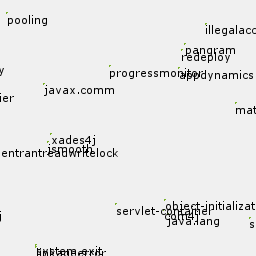 pooling
illegalacc
pangram
redeploy
progressmonitor
appdynamics
y
javax.comm
ier
mat
xades4j
jsmooth
entrantreadwritelock
object-initializat
servlet-container
com4j
java.lang
s
system.exit